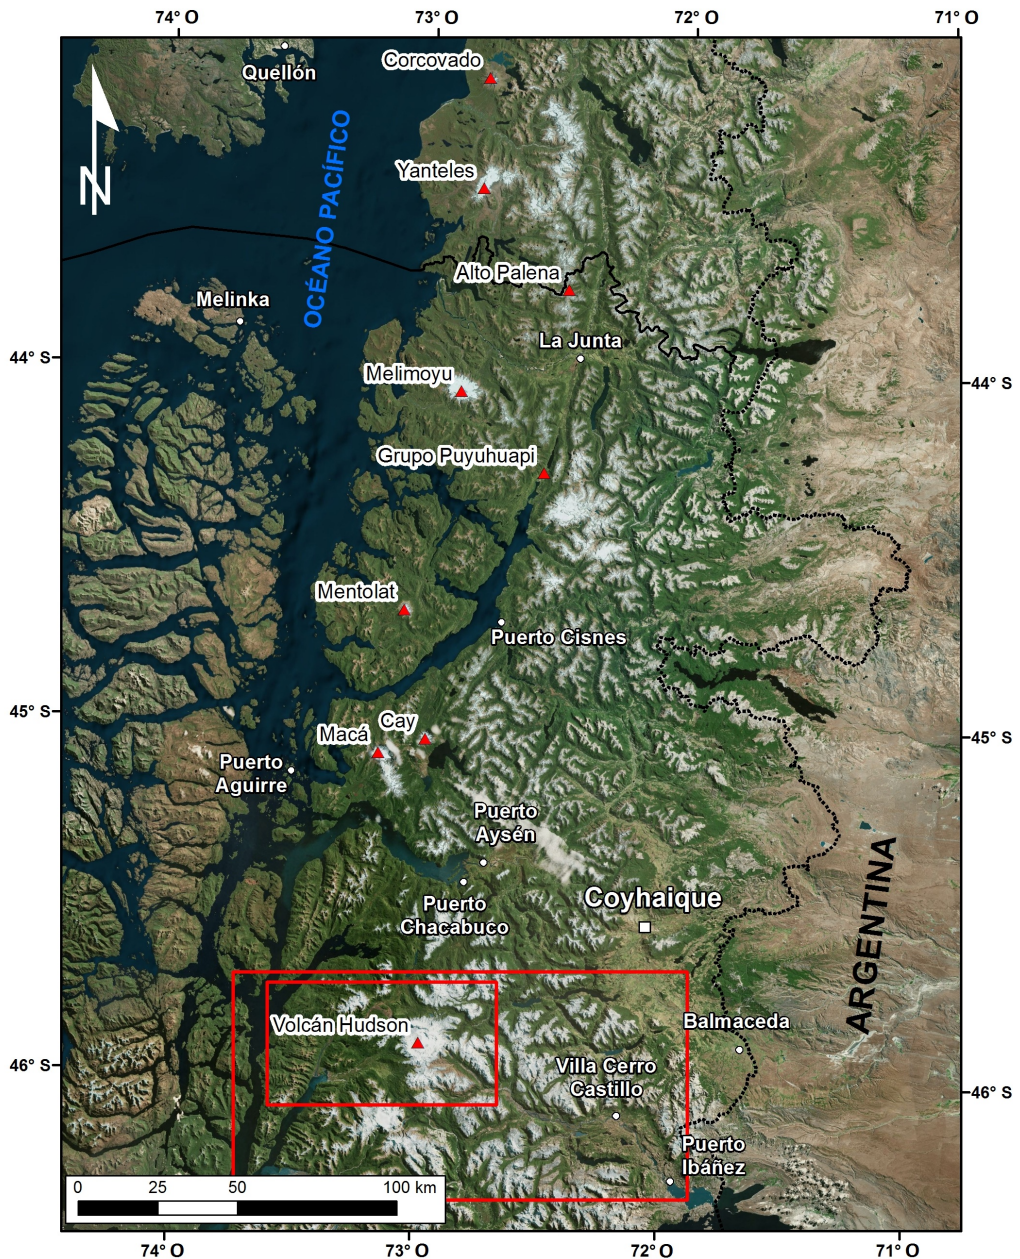 74° O
73° O
72° O
71° O
Corcovado
Quellón
Yanteles
N
OCÉANO PACÍFICO
Alto Palena
Melinka
La Junta
44° S
Melimoyu
44° S
Grupo Puyuhuapi
Mentolat
Puerto Cisnes
45° S
Cay
Macá
45° S
Puerto
Aguirre
Puerto
Aysén
ARGENTINA
Coyhaique
Puerto
Chacabuco
Volcán Hudson
Balmaceda
46° S
Villa Cerro
Castillo
46° S
Puerto
Ibáñez
0 25 50 100 km
74° O
73° O
72° O
71° O